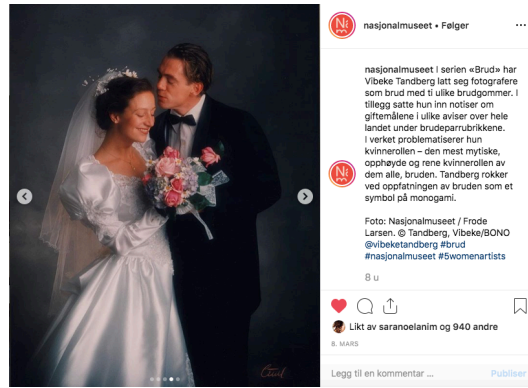 nasjonalmuseet • Følger
nasjonalmuseet I serien «Brud» har
Vibeke Tandberg latt seg fotografere
som brud med ti ulike brudgommer. I
tillegg satte hun inn notiser om
giftemålene i ulike aviser over hele
landet under brudeparrubrikkene.
I verket problematiserer hun
kvinnerollen – den mest mytiske,
opphøyde og rene kvinnerollen av
dem alle, bruden. Tandberg rokker
ved oppfatningen av bruden som et
symbol på monogami.
Foto: Nasjonalmuseet / Frode
Larsen. © Tandberg, Vibeke/BONO
@vibeketandberg #brud
#nasjonalmuseet #5womenartists
8 u
Likt av saranoelanim og 940 andre
8. MARS
Legg til en kommentar ...
Publiser